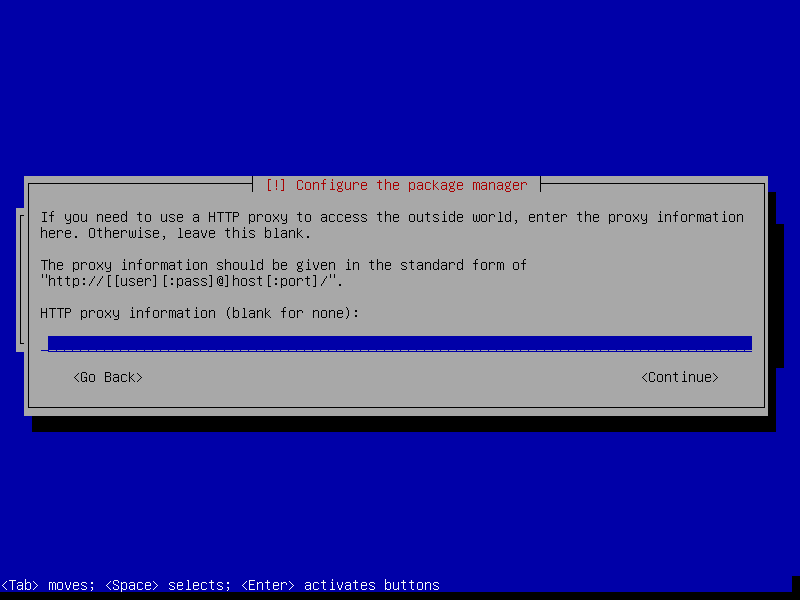 [!] Configure the package manager
If you need to use a HTTP proxy to access the outside world, enter the proxy information
here. Otherwise, leave this blank.
The proxy information should be given in the standard form of
"http://[[user][:pass]@]host[:port]/".
HTTP proxy information (blank for none):
<Go Back> <Continue>
<Tab> moves; <Space> selects; <Enter> activates buttons